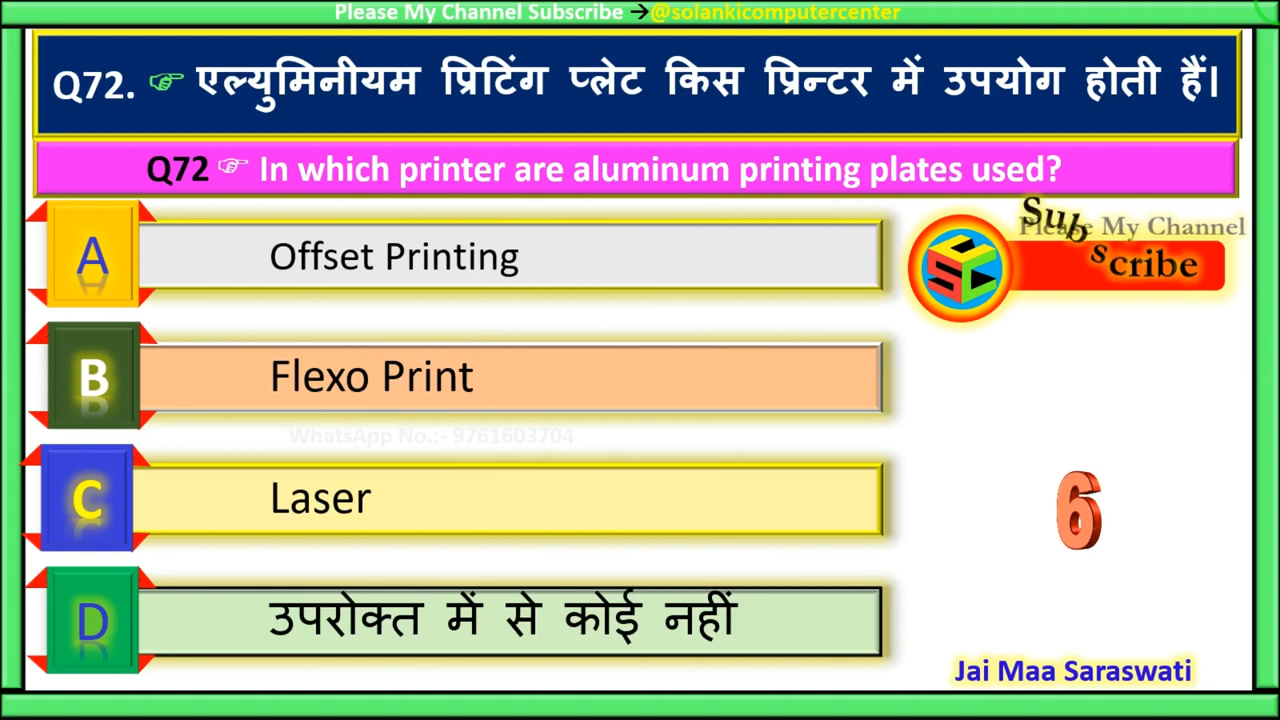 Please My Channel Subscribe →@solankicomputercenter
Q72. ☞ एल्युमिनीयम प्रिटिंग प्लेट किस प्रिन्टर में उपयोग होती हैं।
Q72 ☞ In which printer are aluminum printing plates used?
A Offset Printing
Please My Channel
Subscribe
SCC
B Flexo Print
WhatsApp No.:- 9761603704
C Laser
6
D उपरोक्त में से कोई नहीं
Jai Maa Saraswati